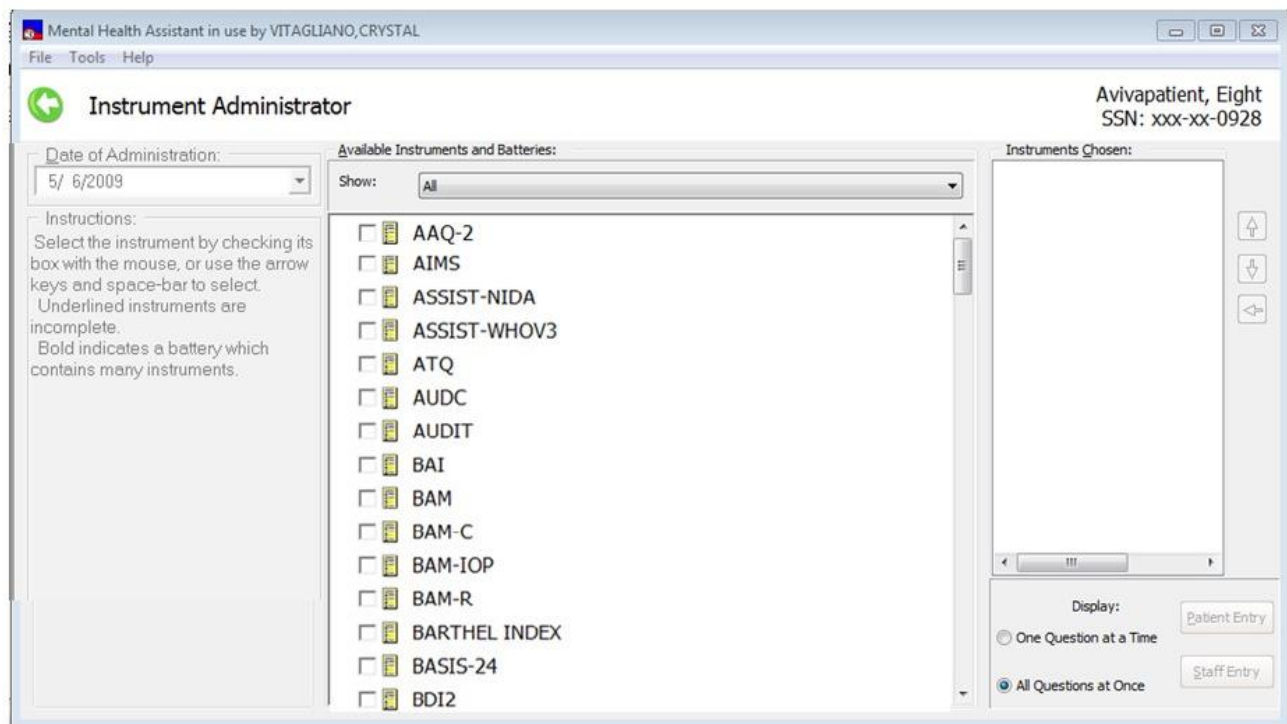 Mental Health Assistant in use by VITAGLIANO,CRYSTAL
File Tools Help
Instrument Administrator
Avivapatient, Eight
SSN: xxx-xx-0928
Date of Administration:
5/ 6/2009
Instructions:
Select the instrument by checking its
box with the mouse, or use the arrow
keys and space-bar to select.
Underlined instruments are
incomplete.
Bold indicates a battery which
contains many instruments.
Available Instruments and Batteries:
Show: All
AAQ-2
AIMS
ASSIST-NIDA
ASSIST-WHOV3
ATQ
AUDC
AUDIT
BAI
BAM
BAM-C
BAM-IOP
BAM-R
BARTHEL INDEX
BASIS-24
BDI2
Instruments Chosen:
Display:
One Question at a Time
All Questions at Once
Patient Entry
Staff Entry